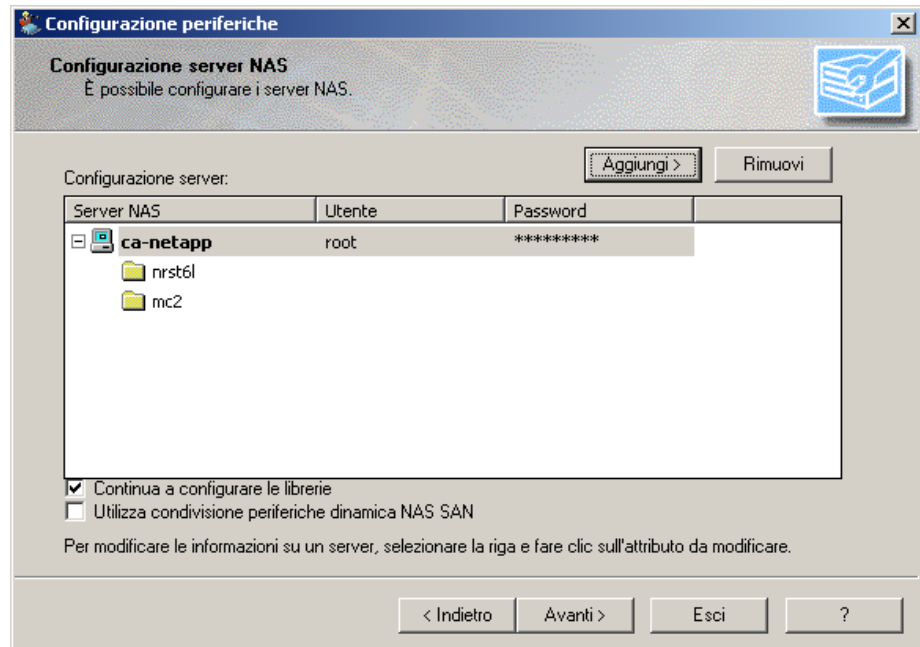 Configurazione periferiche
Configurazione server NAS
È possibile configurare i server NAS.
Aggiungi > Rimuovi
Configurazione server:
Server NAS Utente Password
ca-netapp root *********
nrst6l
mc2
Continua a configurare le librerie
Utilizza condivisione periferiche dinamica NAS SAN
Per modificare le informazioni su un server, selezionare la riga e fare clic sull'attributo da modificare.
< Indietro Avanti > Esci ?